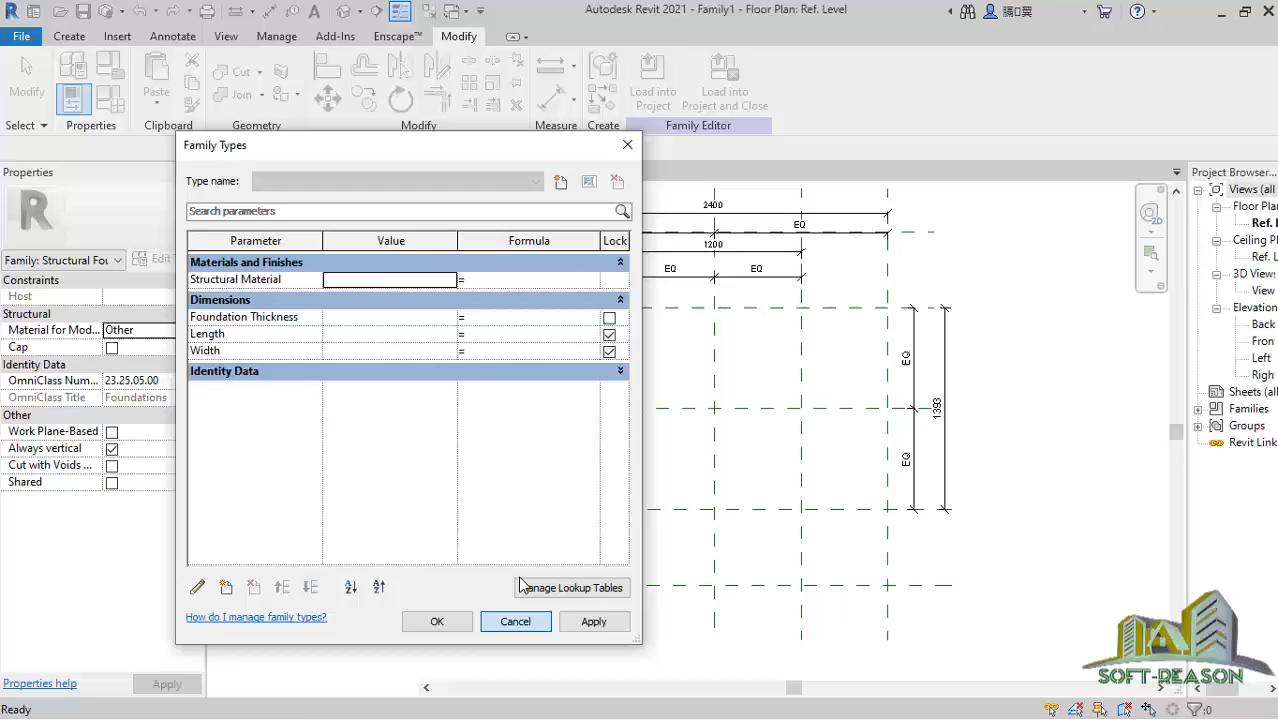 Autodesk Revit 2021 - Family1 - Floor Plan: Ref. Level
File Create Insert Annotate View Manage Add-Ins Enscape™ Modify
Modify
Paste
Cut
Join
Load into Project
Load into Project and Close
Select Properties Clipboard Geometry Modify Measure Create Family Editor
Properties
Family: Structural Fou
Edit
Constraints
Host
Structural
Material for Mod... Other
Cap
Identity Data
OmniClass Num... 23.25.05.00
OmniClass Title Foundations
Other
Work Plane-Based
Always vertical
Cut with Voids ...
Shared
Properties help
Apply
Family Types
Type name:
Search parameters
Parameter Value Formula Lock
Materials and Finishes
Structural Material =
Dimensions
Foundation Thickness =
Length =
Width =
Identity Data
Manage Lookup Tables
How do I manage family types?
OK Cancel Apply
2400
EQ
1200
EQ EQ
EQ
1393
EQ
2D
Project Browser...
Views (all
Floor Plan
Ref. L
Ceiling P
Ref. Le
3D Views
View
Elevation
Back
Front
Left
Right
Sheets (all
Families
Groups
Revit Link
SOFT-REASON
Ready
:0